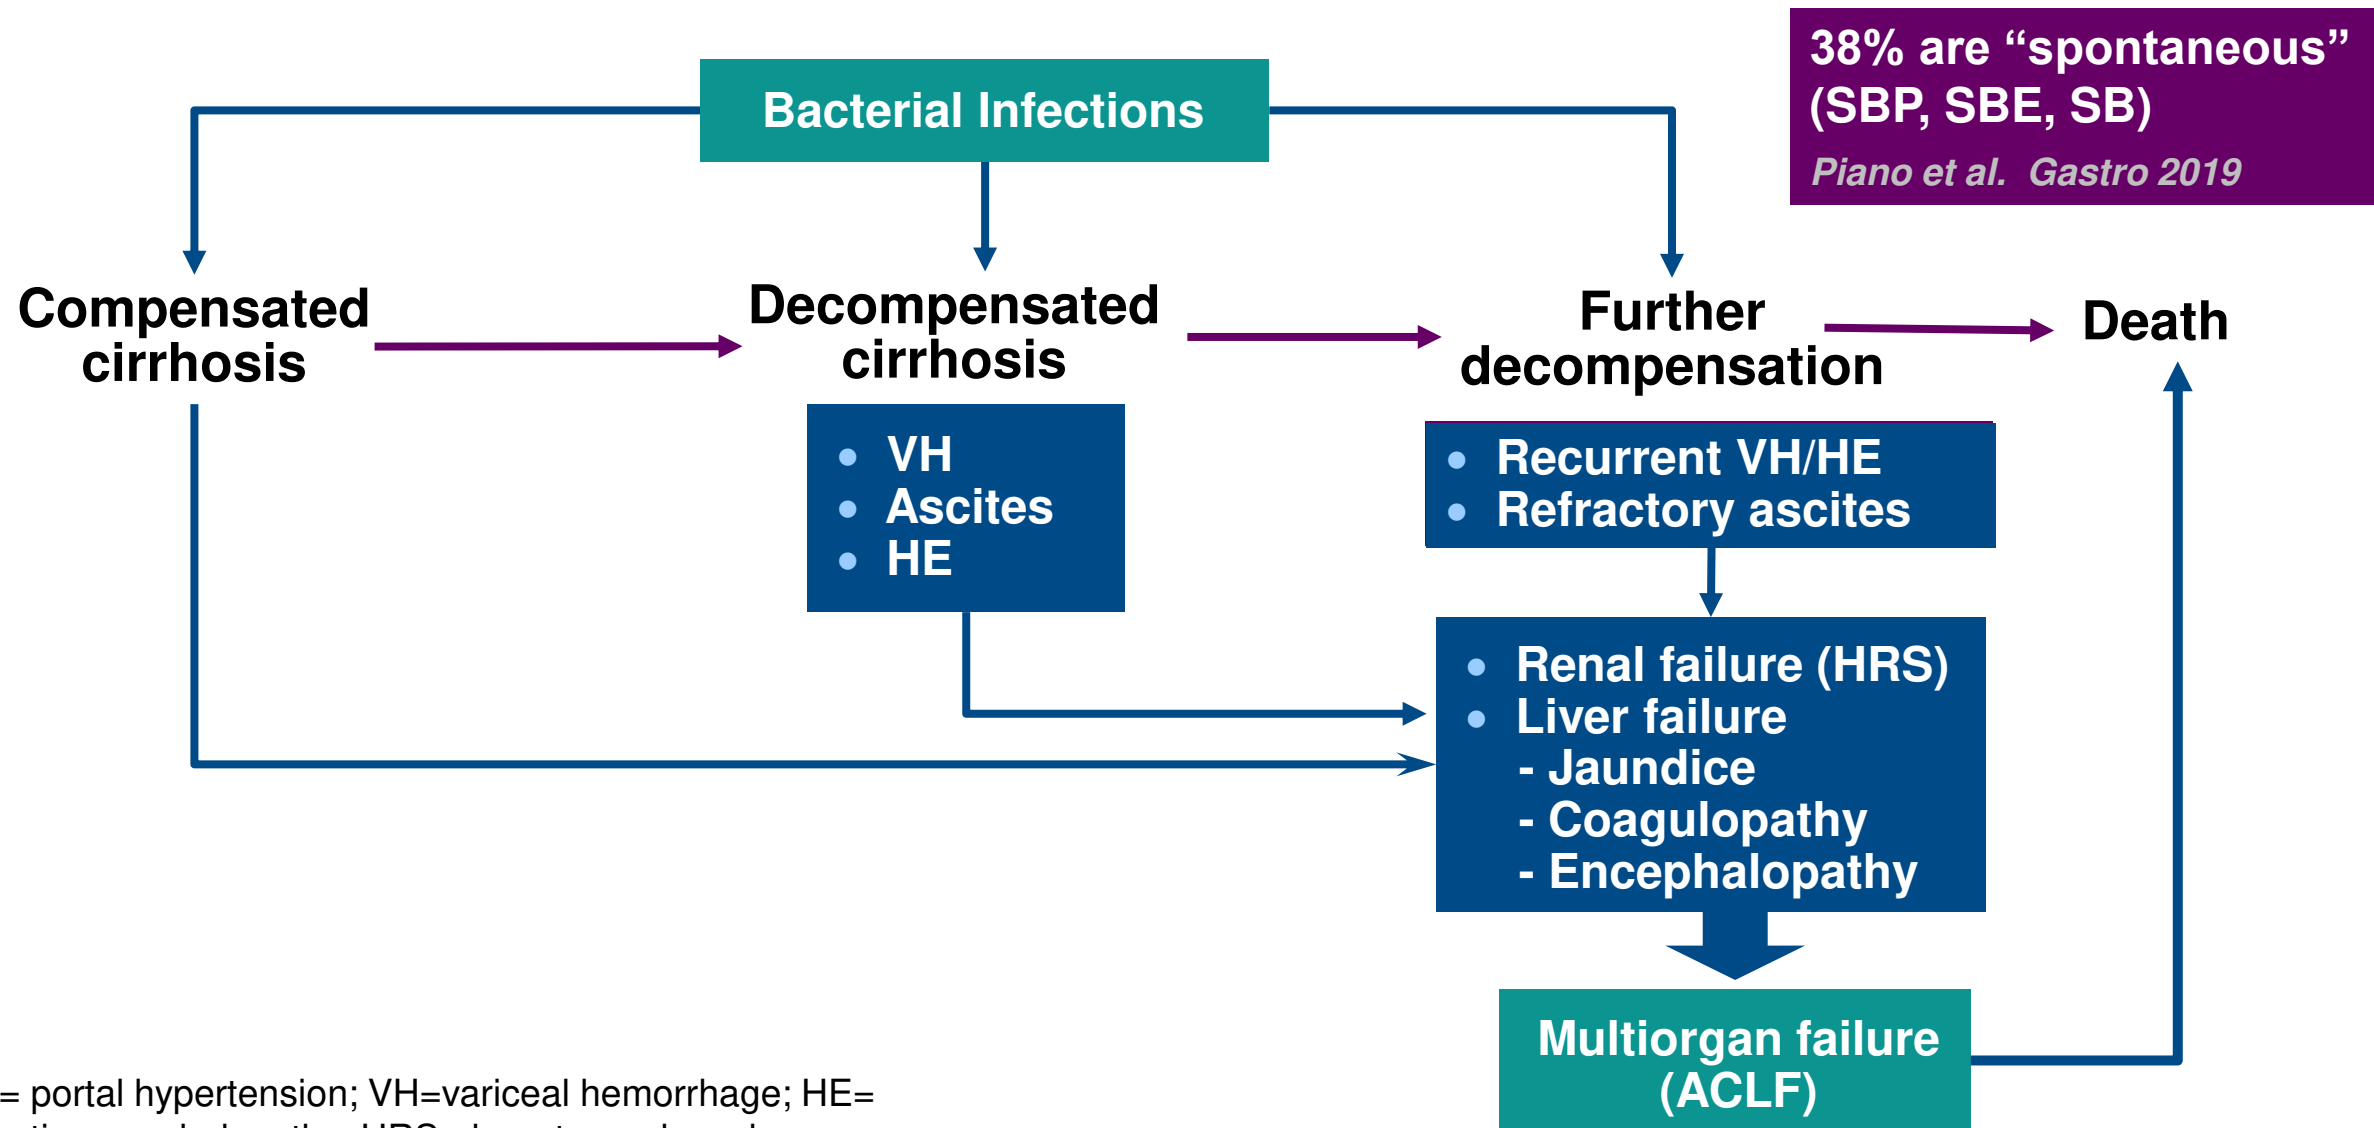 38% are “spontaneous”
(SBP, SBE, SB)
Piano et al. Gastro 2019
Bacterial Infections
Compensated
cirrhosis
Decompensated
cirrhosis
Further
decompensation
Death
• VH
• Ascites
• HE
• Recurrent VH/HE
• Refractory ascites
• Renal failure (HRS)
• Liver failure
- Jaundice
- Coagulopathy
- Encephalopathy
Multiorgan failure
(ACLF)
= portal hypertension; VH=variceal hemorrhage; HE=